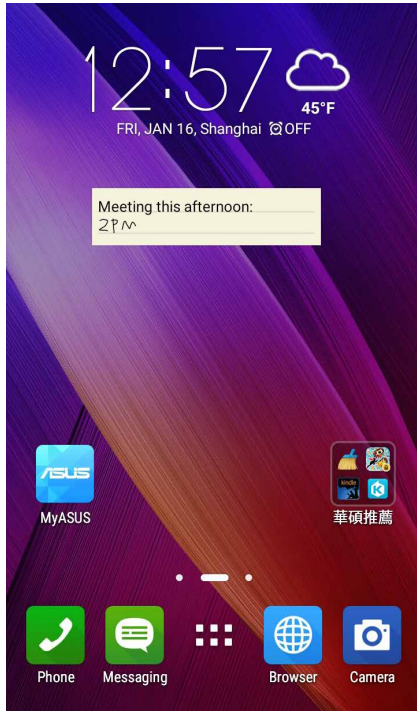 12:57
45°F
FRI, JAN 16, Shanghai OFF
Meeting this afternoon:
2PM
ASUS
MyASUS
kindle
華碩推薦
Phone
Messaging
Browser
Camera